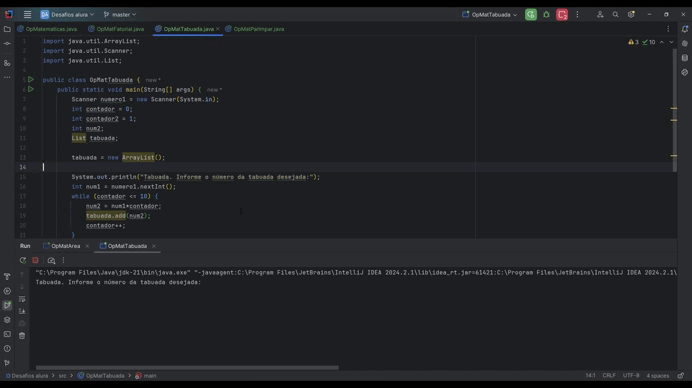 DA Desafios alura master OpMatTabuada
OpMatematicas.java OpMatFatorial.java OpMatTabuada.java OpMatParImpar.java
1 import java.util.ArrayList;
2 import java.util.Scanner;
3 import java.util.List;
4
5 public class OpMatTabuada { new *
6 public static void main(String[] args) { new *
7 Scanner numero1 = new Scanner(System.in);
8 int contador = 0;
9 int contador2 = 1;
10 int num2;
11 List tabuada;
12
13 tabuada = new ArrayList();
14
15 System.out.println("Tabuada. Informe o número da tabuada desejada:");
16 int num1 = numero1.nextInt();
17 while (contador <= 10) {
18 num2 = num1*contador;
19 tabuada.add(num2);
20 contador++;
21 }
3 10
Run OpMatArea OpMatTabuada
"C:\Program Files\Java\jdk-21\bin\java.exe" "-javaagent:C:\Program Files\JetBrains\IntelliJ IDEA 2024.2.1\lib\idea_rt.jar=61421:C:\Program Files\JetBrains\IntelliJ IDEA 2024.2.1\
Tabuada. Informe o número da tabuada desejada:
Desafios alura > src > OpMatTabuada > main 14:1 CRLF UTF-8 4 spaces